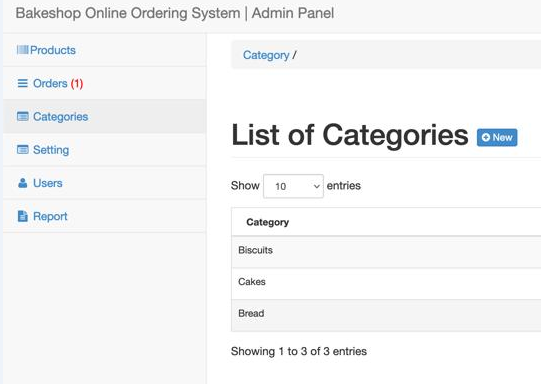 Bakeshop Online Ordering System | Admin Panel
Products
Orders (1)
Categories
Setting
Users
Report
Category /
List of Categories New
Show 10 entries
Category
Biscuits
Cakes
Bread
Showing 1 to 3 of 3 entries